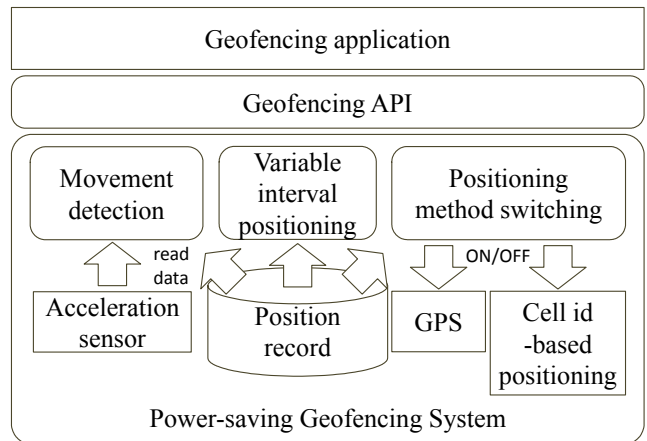 Geofencing application
Geofencing API
Movement
detection
Variable
interval
positioning
Positioning
method switching
read
data
ON/OFF
Acceleration
sensor
Position
record
GPS
Cell id
-based
positioning
Power-saving Geofencing System